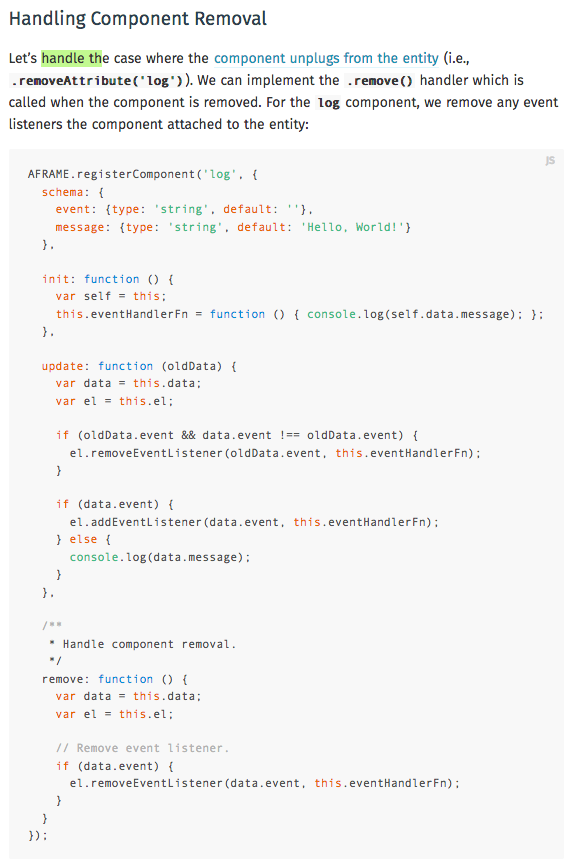 Handling Component Removal
Let's handle the case where the component unplugs from the entity (i.e.,
.removeAttribute('log')). We can implement the .remove() handler which is
called when the component is removed. For the log component, we remove any event
listeners the component attached to the entity:
JS
AFRAME.registerComponent('log', {
  schema: {
    event: {type: 'string', default: ''},
    message: {type: 'string', default: 'Hello, World!'}
  },

  init: function () {
    var self = this;
    this.eventHandlerFn = function () { console.log(self.data.message); };
  },

  update: function (oldData) {
    var data = this.data;
    var el = this.el;

    if (oldData.event && data.event !== oldData.event) {
      el.removeEventListener(oldData.event, this.eventHandlerFn);
    }

    if (data.event) {
      el.addEventListener(data.event, this.eventHandlerFn);
    } else {
      console.log(data.message);
    }
  },

  /**
   * Handle component removal.
   */
  remove: function () {
    var data = this.data;
    var el = this.el;

    // Remove event listener.
    if (data.event) {
      el.removeEventListener(data.event, this.eventHandlerFn);
    }
  }
});